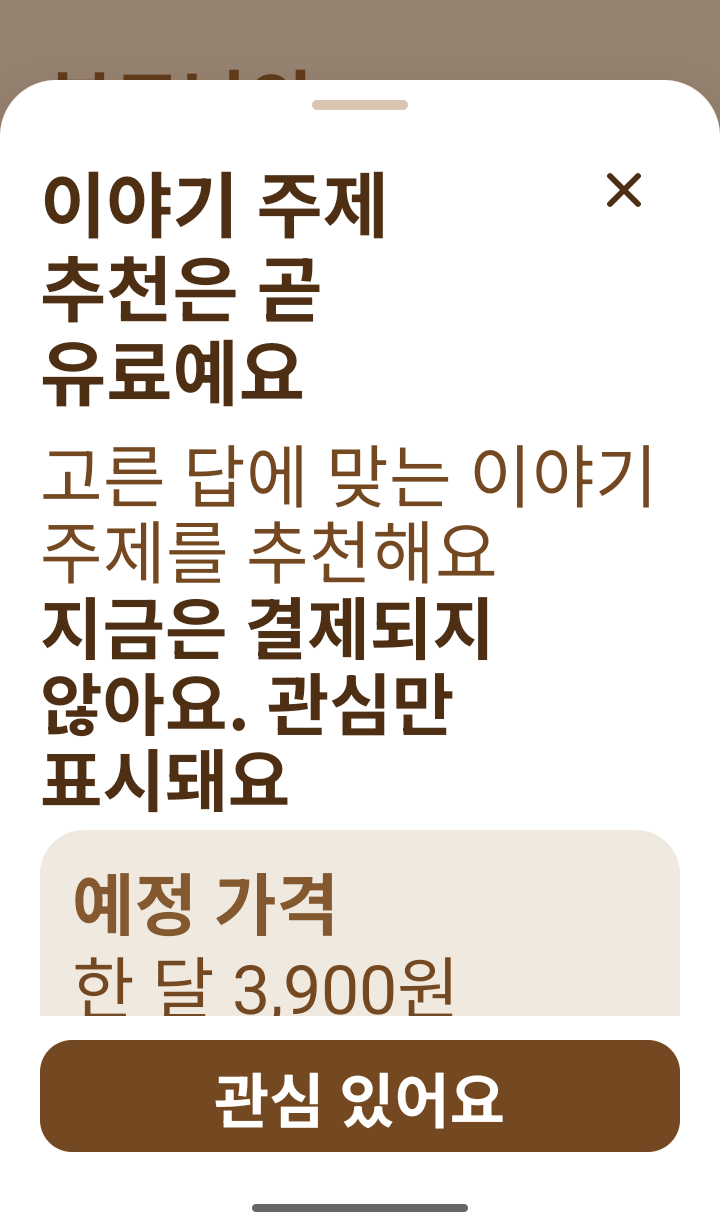 이야기 주제
추천은 곧
유료예요
고른 답에 맞는 이야기
주제를 추천해요
지금은 결제되지
않아요. 관심만
표시돼요
예정 가격
한 달 3,900원
관심 있어요